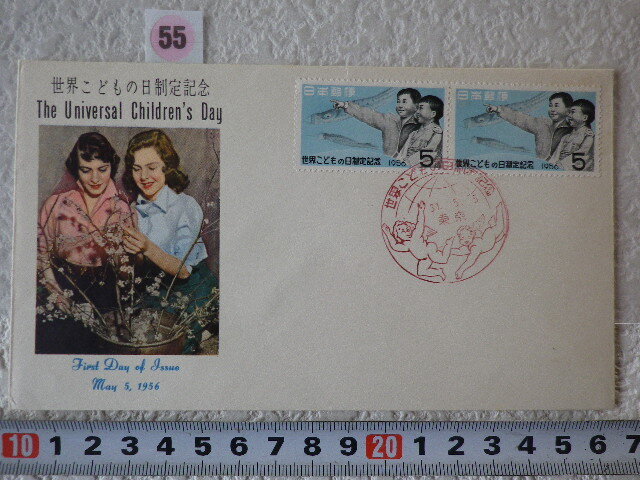 55
世界こどもの日制定記念
The Universal Children's Day
日本郵便
世界こどもの日制定記念 1956 5
日本郵便
世界こどもの日制定記念 1956 5
First Day of Issue
May 5, 1956
10 1 2 3 4 5 6 7 8 9 20 1 2 3 4 5 6 7